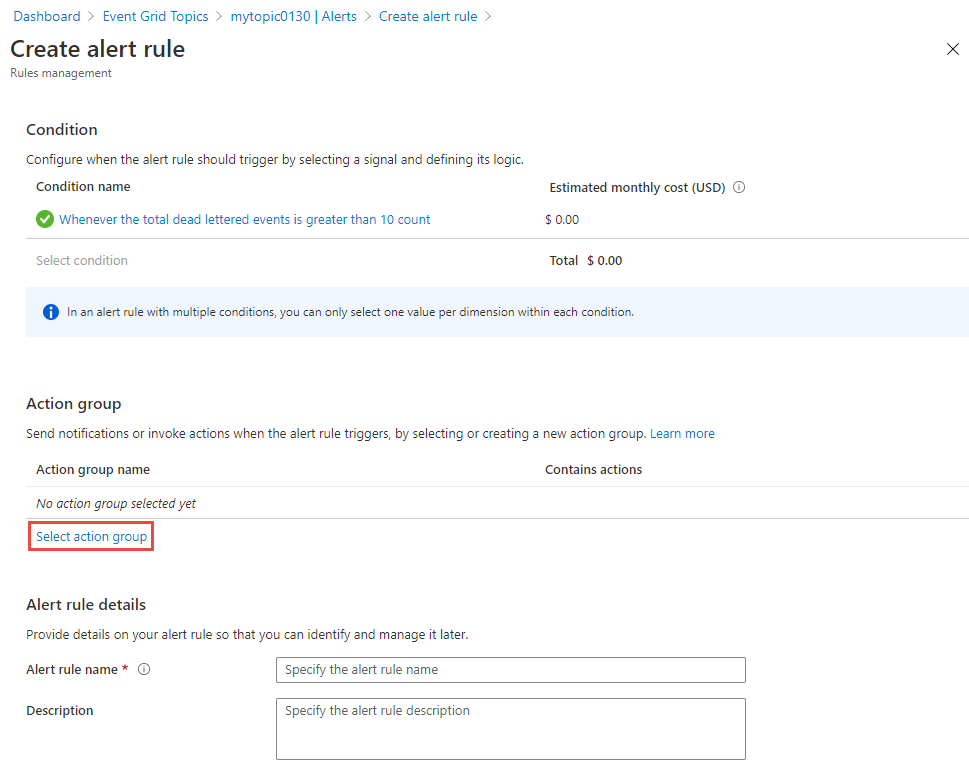 Dashboard > Event Grid Topics > mytopic0130 | Alerts > Create alert rule >
Create alert rule
Rules management
Condition
Configure when the alert rule should trigger by selecting a signal and defining its logic.
Condition name Estimated monthly cost (USD)
Whenever the total dead lettered events is greater than 10 count $ 0.00
Select condition Total $ 0.00
In an alert rule with multiple conditions, you can only select one value per dimension within each condition.
Action group
Send notifications or invoke actions when the alert rule triggers, by selecting or creating a new action group. Learn more
Action group name Contains actions
No action group selected yet
Select action group
Alert rule details
Provide details on your alert rule so that you can identify and manage it later.
Alert rule name * Specify the alert rule name
Description Specify the alert rule description